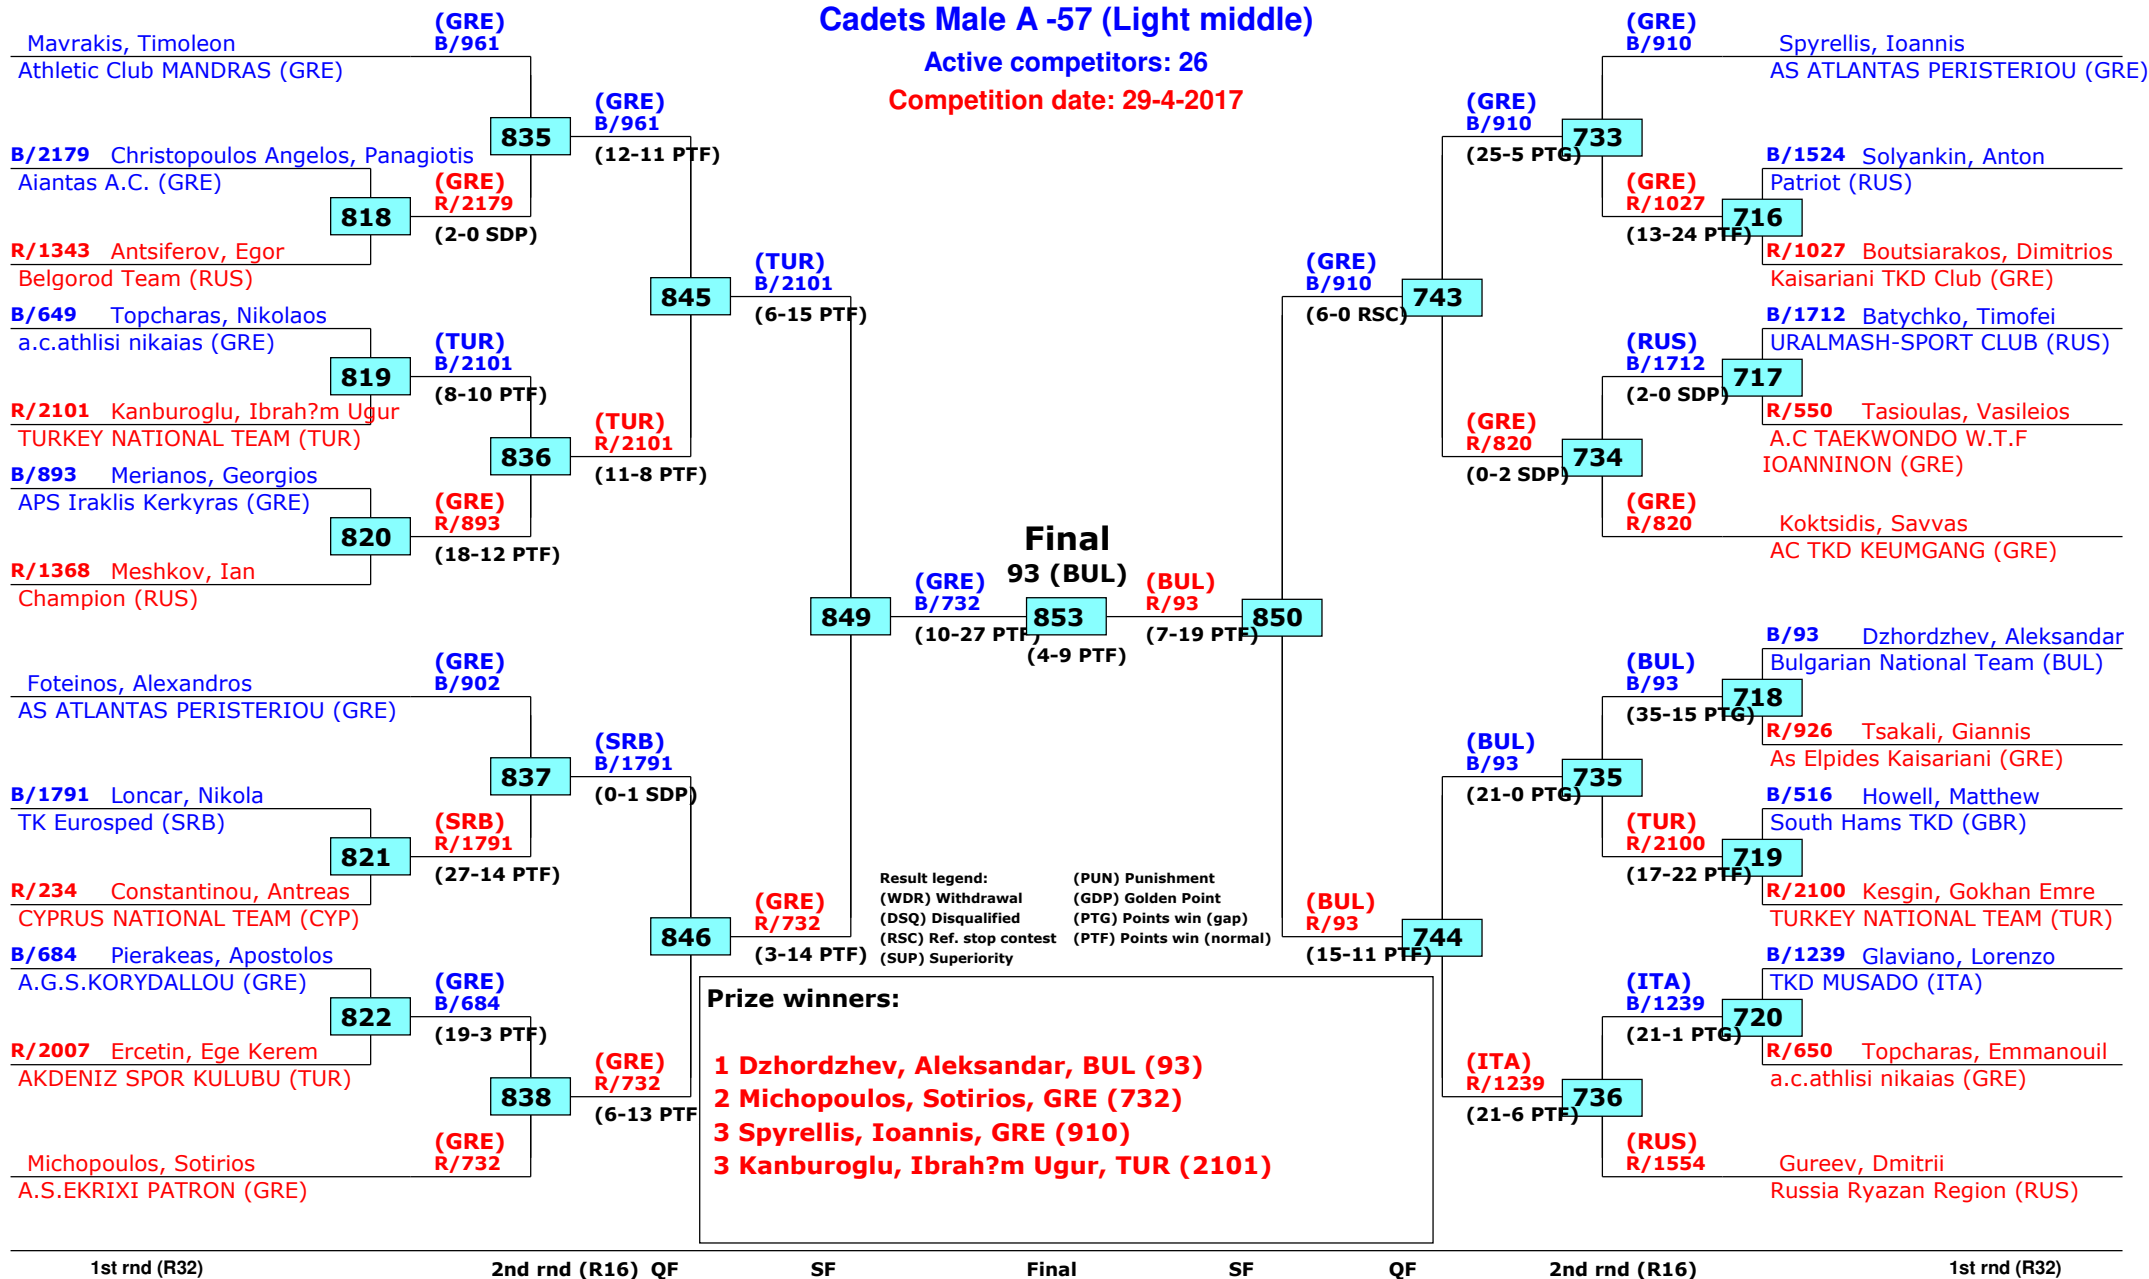 Cadets Male A -57 (Light middle)
Active competitors: 26
Competition date: 29-4-2017
Mavrakis, Timoleon
Athletic Club MANDRAS (GRE)
(GRE)
B/961
B/2179 Christopoulos Angelos, Panagiotis
Aiantas A.C. (GRE)
818
R/1343 Antsiferov, Egor
Belgorod Team (RUS)
(GRE)
R/2179
(2-0 SDP)
835
(GRE)
B/961
(12-11 PTF)
B/649 Topcharas, Nikolaos
a.c.athlisi nikaias (GRE)
819
R/2101 Kanburoglu, Ibrah?m Ugur
TURKEY NATIONAL TEAM (TUR)
(TUR)
B/2101
(8-10 PTF)
B/893 Merianos, Georgios
APS Iraklis Kerkyras (GRE)
820
R/1368 Meshkov, Ian
Champion (RUS)
(GRE)
R/893
(18-12 PTF)
836
(TUR)
R/2101
(11-8 PTF)
845
(TUR)
B/2101
(6-15 PTF)
Foteinos, Alexandros
AS ATLANTAS PERISTERIOU (GRE)
(GRE)
B/902
B/1791 Loncar, Nikola
TK Eurosped (SRB)
821
R/234 Constantinou, Antreas
CYPRUS NATIONAL TEAM (CYP)
(SRB)
R/1791
(27-14 PTF)
837
(SRB)
B/1791
(0-1 SDP)
B/684 Pierakeas, Apostolos
A.G.S.KORYDALLOU (GRE)
822
R/2007 Ercetin, Ege Kerem
AKDENIZ SPOR KULUBU (TUR)
(GRE)
B/684
(19-3 PTF)
838
Michopoulos, Sotirios
A.S.EKRIXI PATRON (GRE)
(GRE)
R/732
(GRE)
R/732
(6-13 PTF
846
(GRE)
R/732
(3-14 PTF)
849
(GRE)
B/732
(10-27 PTF)
Final
93 (BUL)
853
(4-9 PTF)
(BUL)
R/93
(7-19 PTF)
850
(GRE)
B/910
(6-0 RSC)
743
(GRE)
B/910
(25-5 PTG)
733
(GRE)
B/910
Spyrellis, Ioannis
AS ATLANTAS PERISTERIOU (GRE)
(GRE)
R/1027
(13-24 PTF)
716
B/1524 Solyankin, Anton
Patriot (RUS)
R/1027 Boutsiarakos, Dimitrios
Kaisariani TKD Club (GRE)
(GRE)
R/820
(0-2 SDP)
734
(RUS)
B/1712
(2-0 SDP)
717
B/1712 Batychko, Timofei
URALMASH-SPORT CLUB (RUS)
R/550 Tasioulas, Vasileios
A.C TAEKWONDO W.T.F
IOANNINON (GRE)
(GRE)
R/820
Koktsidis, Savvas
AC TKD KEUMGANG (GRE)
(BUL)
R/93
(15-11 PTF)
744
(BUL)
B/93
(21-0 PTG)
735
(BUL)
B/93
(35-15 PTG)
718
B/93 Dzhordzhev, Aleksandar
Bulgarian National Team (BUL)
R/926 Tsakali, Giannis
As Elpides Kaisariani (GRE)
(TUR)
R/2100
(17-22 PTF)
719
B/516 Howell, Matthew
South Hams TKD (GBR)
R/2100 Kesgin, Gokhan Emre
TURKEY NATIONAL TEAM (TUR)
(ITA)
R/1239
(21-6 PTF)
736
(ITA)
B/1239
(21-1 PTG)
720
B/1239 Glaviano, Lorenzo
TKD MUSADO (ITA)
R/650 Topcharas, Emmanouil
a.c.athlisi nikaias (GRE)
(RUS)
R/1554
Gureev, Dmitrii
Russia Ryazan Region (RUS)
Result legend:
(WDR) Withdrawal
(DSQ) Disqualified
(RSC) Ref. stop contest
(SUP) Superiority
(PUN) Punishment
(GDP) Golden Point
(PTG) Points win (gap)
(PTF) Points win (normal)
Prize winners:
1 Dzhordzhev, Aleksandar, BUL (93)
2 Michopoulos, Sotirios, GRE (732)
3 Spyrellis, Ioannis, GRE (910)
3 Kanburoglu, Ibrah?m Ugur, TUR (2101)
1st rnd (R32) 2nd rnd (R16) QF SF Final SF QF 2nd rnd (R16) 1st rnd (R32)